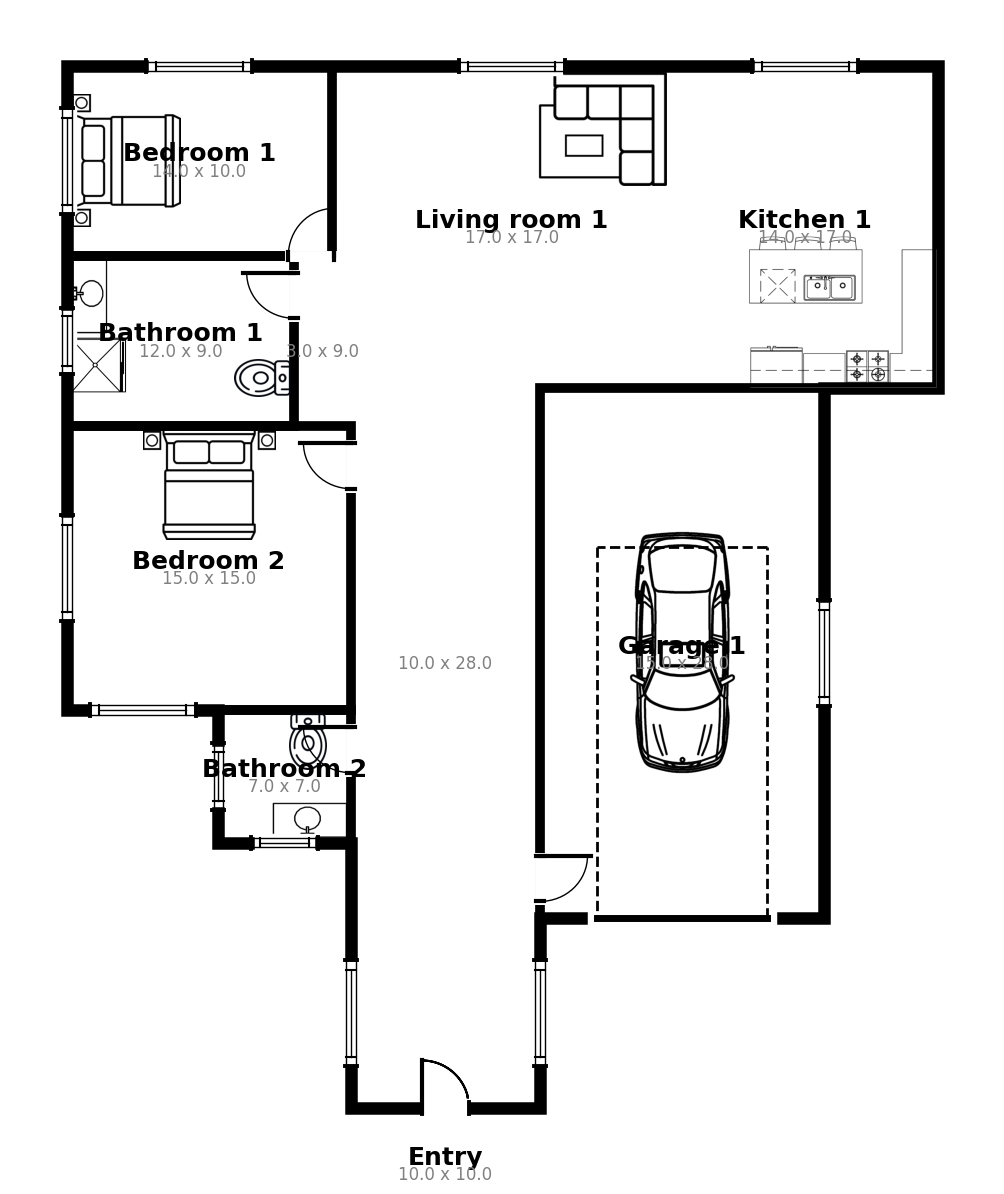 Bedroom 1
14.0 x 10.0
Living room 1
17.0 x 17.0
Kitchen 1
14.0 x 17.0
Bathroom 1
12.0 x 9.0
3.0 x 9.0
Bedroom 2
15.0 x 15.0
10.0 x 28.0
Garage 1
15.0 x 28.0
Bathroom 2
7.0 x 7.0
Entry
10.0 x 10.0